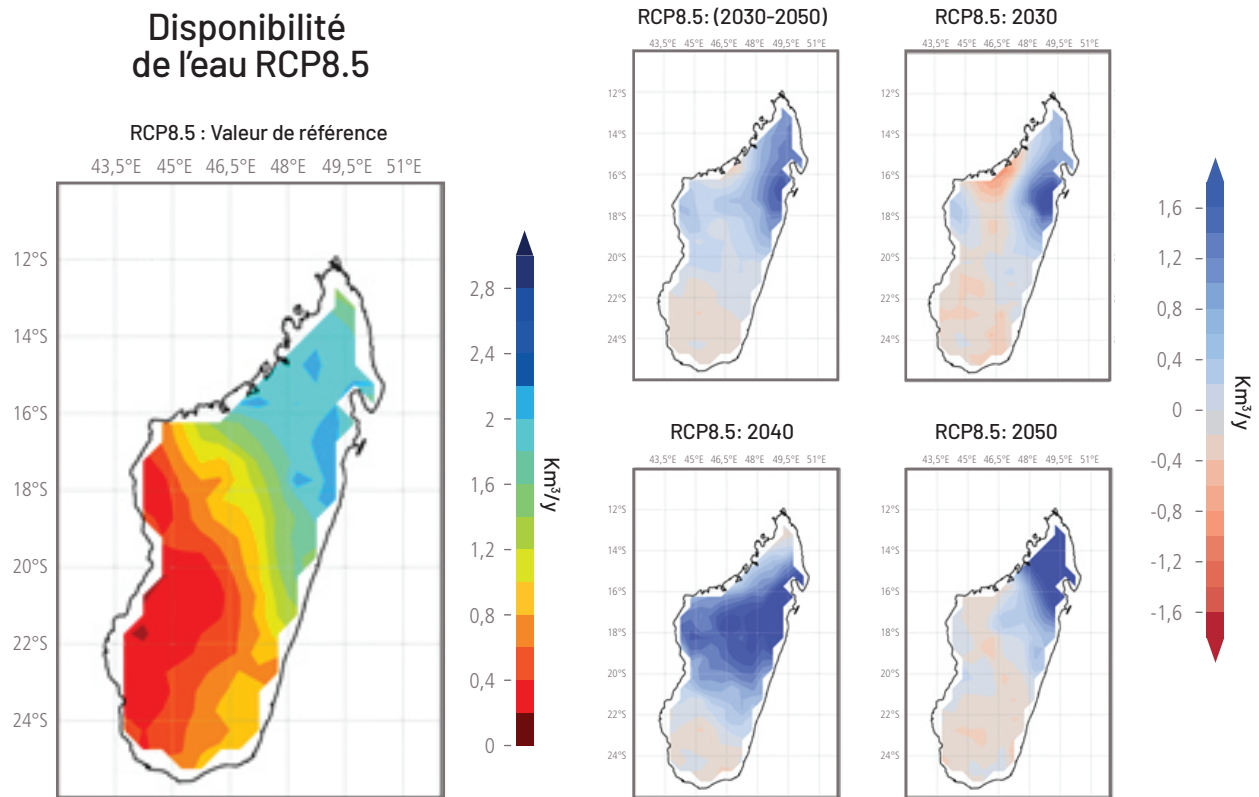 Disponibilité
de l’eau RCP8.5
RCP8.5 : Valeur de référence
43,5°E 45°E 46,5°E 48°E 49,5°E 51°E
12°S
14°S
16°S
18°S
20°S
22°S
24°S
2,8
2,4
2
1,6
1,2
0,8
0,4
0
Km³/y
RCP8.5: (2030-2050)
43,5°E 45°E 46,5°E 48°E 49,5°E 51°E
12°S
14°S
16°S
18°S
20°S
22°S
24°S
RCP8.5: 2030
43,5°E 45°E 46,5°E 48°E 49,5°E 51°E
12°S
14°S
16°S
18°S
20°S
22°S
24°S
RCP8.5: 2040
43,5°E 45°E 46,5°E 48°E 49,5°E 51°E
12°S
14°S
16°S
18°S
20°S
22°S
24°S
RCP8.5: 2050
43,5°E 45°E 46,5°E 48°E 49,5°E 51°E
12°S
14°S
16°S
18°S
20°S
22°S
24°S
1,6
1,2
0,8
0,4
0
-0,4
-0,8
-1,2
-1,6
Km³/y